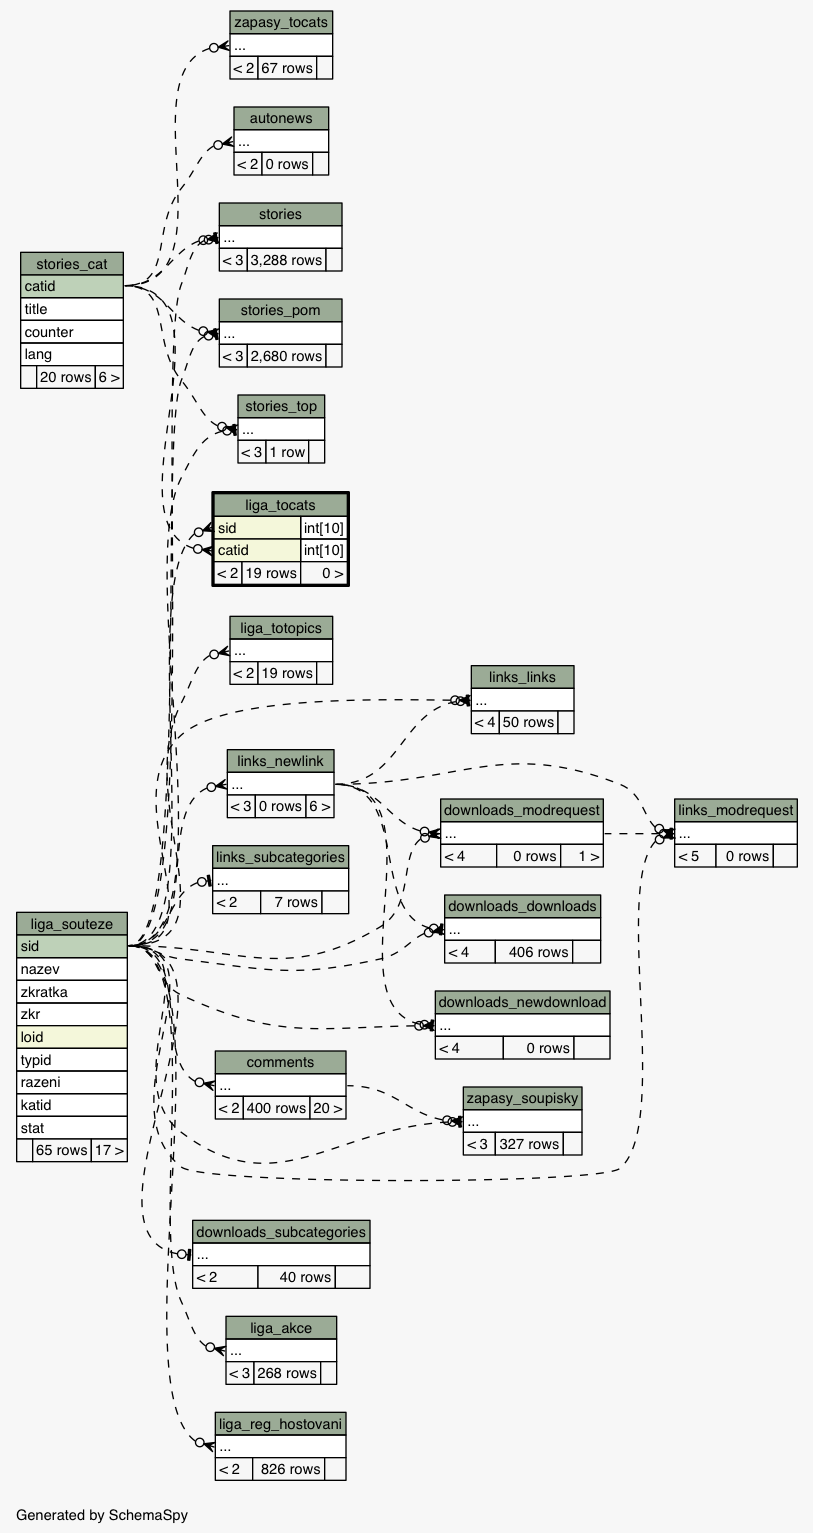 zapasy_tocats
...
< 2 67 rows
autonews
...
< 2 0 rows
stories
...
< 3 3,288 rows
stories_cat
catid
title
counter
lang
20 rows 6 >
stories_pom
...
< 3 2,680 rows
stories_top
...
< 3 1 row
liga_tocats
sid int[10]
catid int[10]
< 2 19 rows 0 >
liga_totopics
...
< 2 19 rows
links_links
...
< 4 50 rows
links_newlink
...
< 3 0 rows 6 >
downloads_modrequest
...
< 4 0 rows 1 >
links_modrequest
...
< 5 0 rows
links_subcategories
...
< 2 7 rows
downloads_downloads
...
< 4 406 rows
liga_souteze
sid
nazev
zkratka
zkr
loid
typid
razeni
katid
stat
65 rows 17 >
downloads_newdownload
...
< 4 0 rows
comments
...
< 2 400 rows 20 >
zapasy_soupisky
...
< 3 327 rows
downloads_subcategories
...
< 2 40 rows
liga_akce
...
< 3 268 rows
liga_reg_hostovani
...
< 2 826 rows
Generated by SchemaSpy